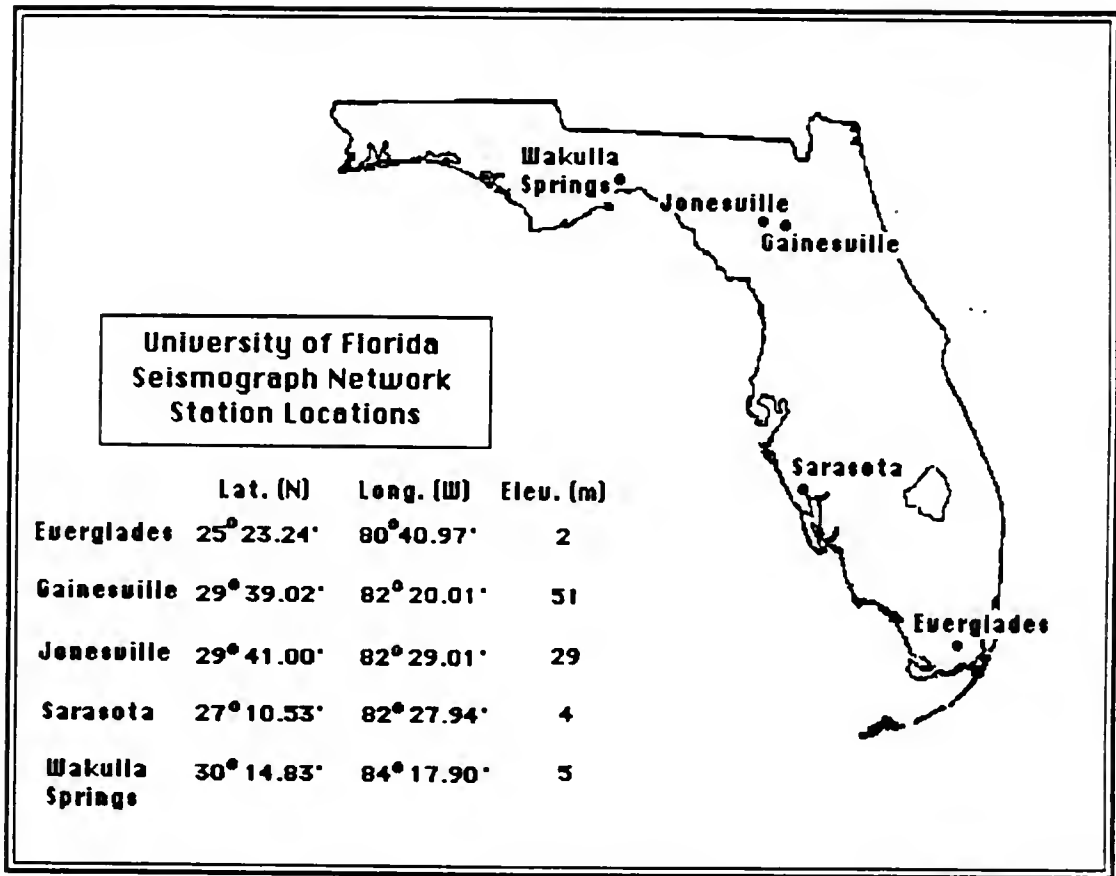 Wakulla
Springs
Jonesville
Gainesville
University of Florida
Seismograph Network
Station Locations
Sarasota
Lat. (N) Long. (W) Elev. (m)
Everglades 25° 23.24' 80° 40.97' 2
Gainesville 29° 39.02' 82° 20.01' 51
Jonesville 29° 41.00' 82° 29.01' 29
Sarasota 27° 10.53' 82° 27.94' 4
Wakulla 30° 14.83' 84° 17.90' 5
Springs
Everglades